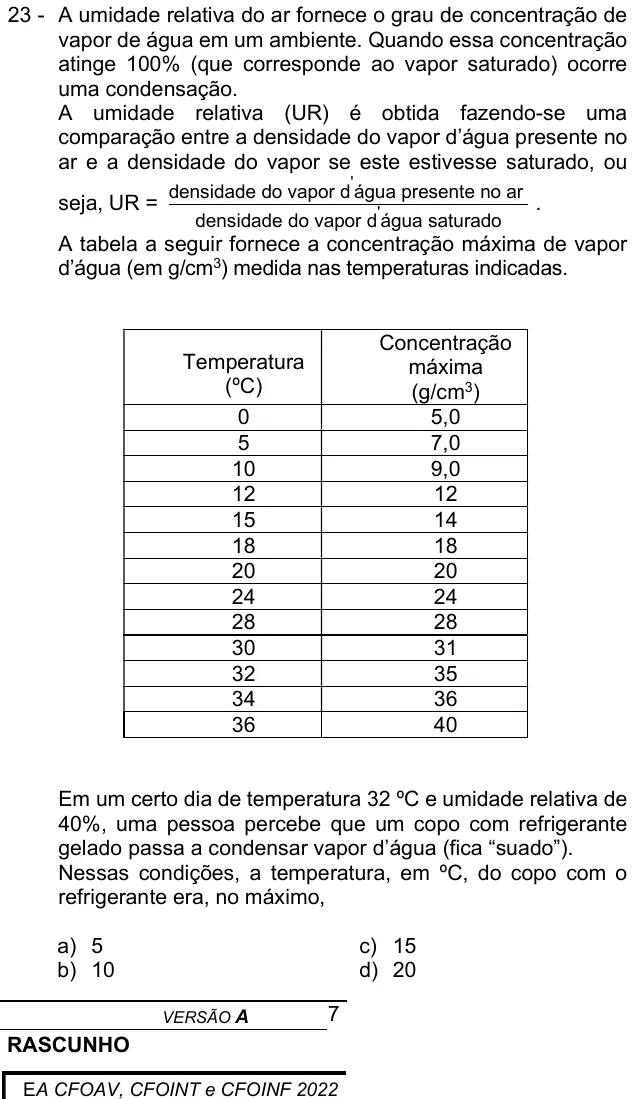 23 - A umidade relativa do ar fornece o grau de concentração de
vapor de água em um ambiente. Quando essa concentração
atinge 100% (que corresponde ao vapor saturado) ocorre
uma condensação.
A umidade relativa (UR) é obtida fazendo-se uma
comparação entre a densidade do vapor d’água presente no
ar e a densidade do vapor se este estivesse saturado, ou
seja, UR = densidade do vapor d'água presente no ar / densidade do vapor d'água saturado .
A tabela a seguir fornece a concentração máxima de vapor
d’água (em g/cm³) medida nas temperaturas indicadas.
Temperatura (ºC) Concentração máxima (g/cm³)
0 5,0
5 7,0
10 9,0
12 12
15 14
18 18
20 20
24 24
28 28
30 31
32 35
34 36
36 40
Em um certo dia de temperatura 32 ºC e umidade relativa de
40%, uma pessoa percebe que um copo com refrigerante
gelado passa a condensar vapor d’água (fica “suado”).
Nessas condições, a temperatura, em ºC, do copo com o
refrigerante era, no máximo,
a) 5 c) 15
b) 10 d) 20
VERSÃO A 7
RASCUNHO
EA CFOAV, CFOINT e CFOINF 2022